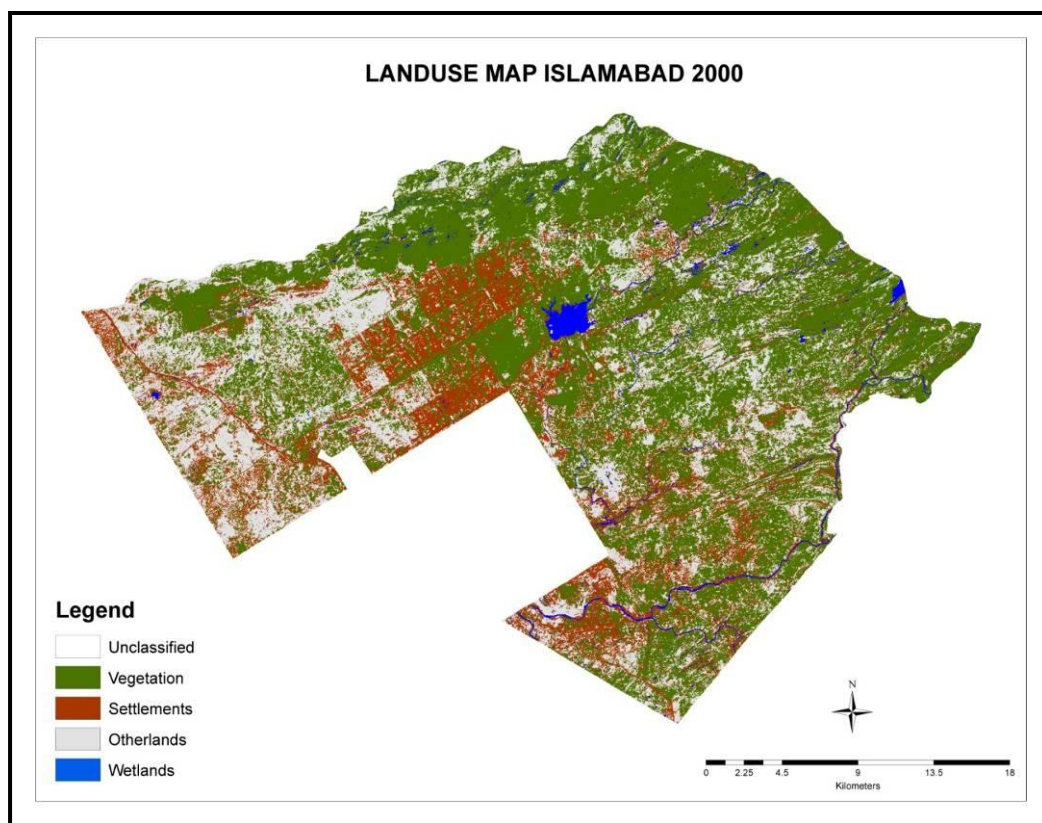 LANDUSE MAP ISLAMABAD 2000
Legend
Unclassified
Vegetation
Settlements
Otherlands
Wetlands
N
0 2.25 4.5 9 13.5 18
Kilometers